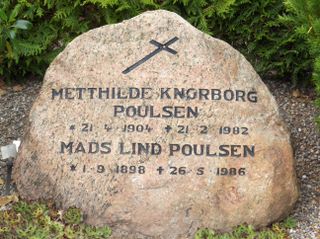 METTHILDE KNORBORG
POULSEN
* 21-4-1904 + 21-2-1982
MADS LIND POULSEN
* 1-9-1898 + 26-5-1986